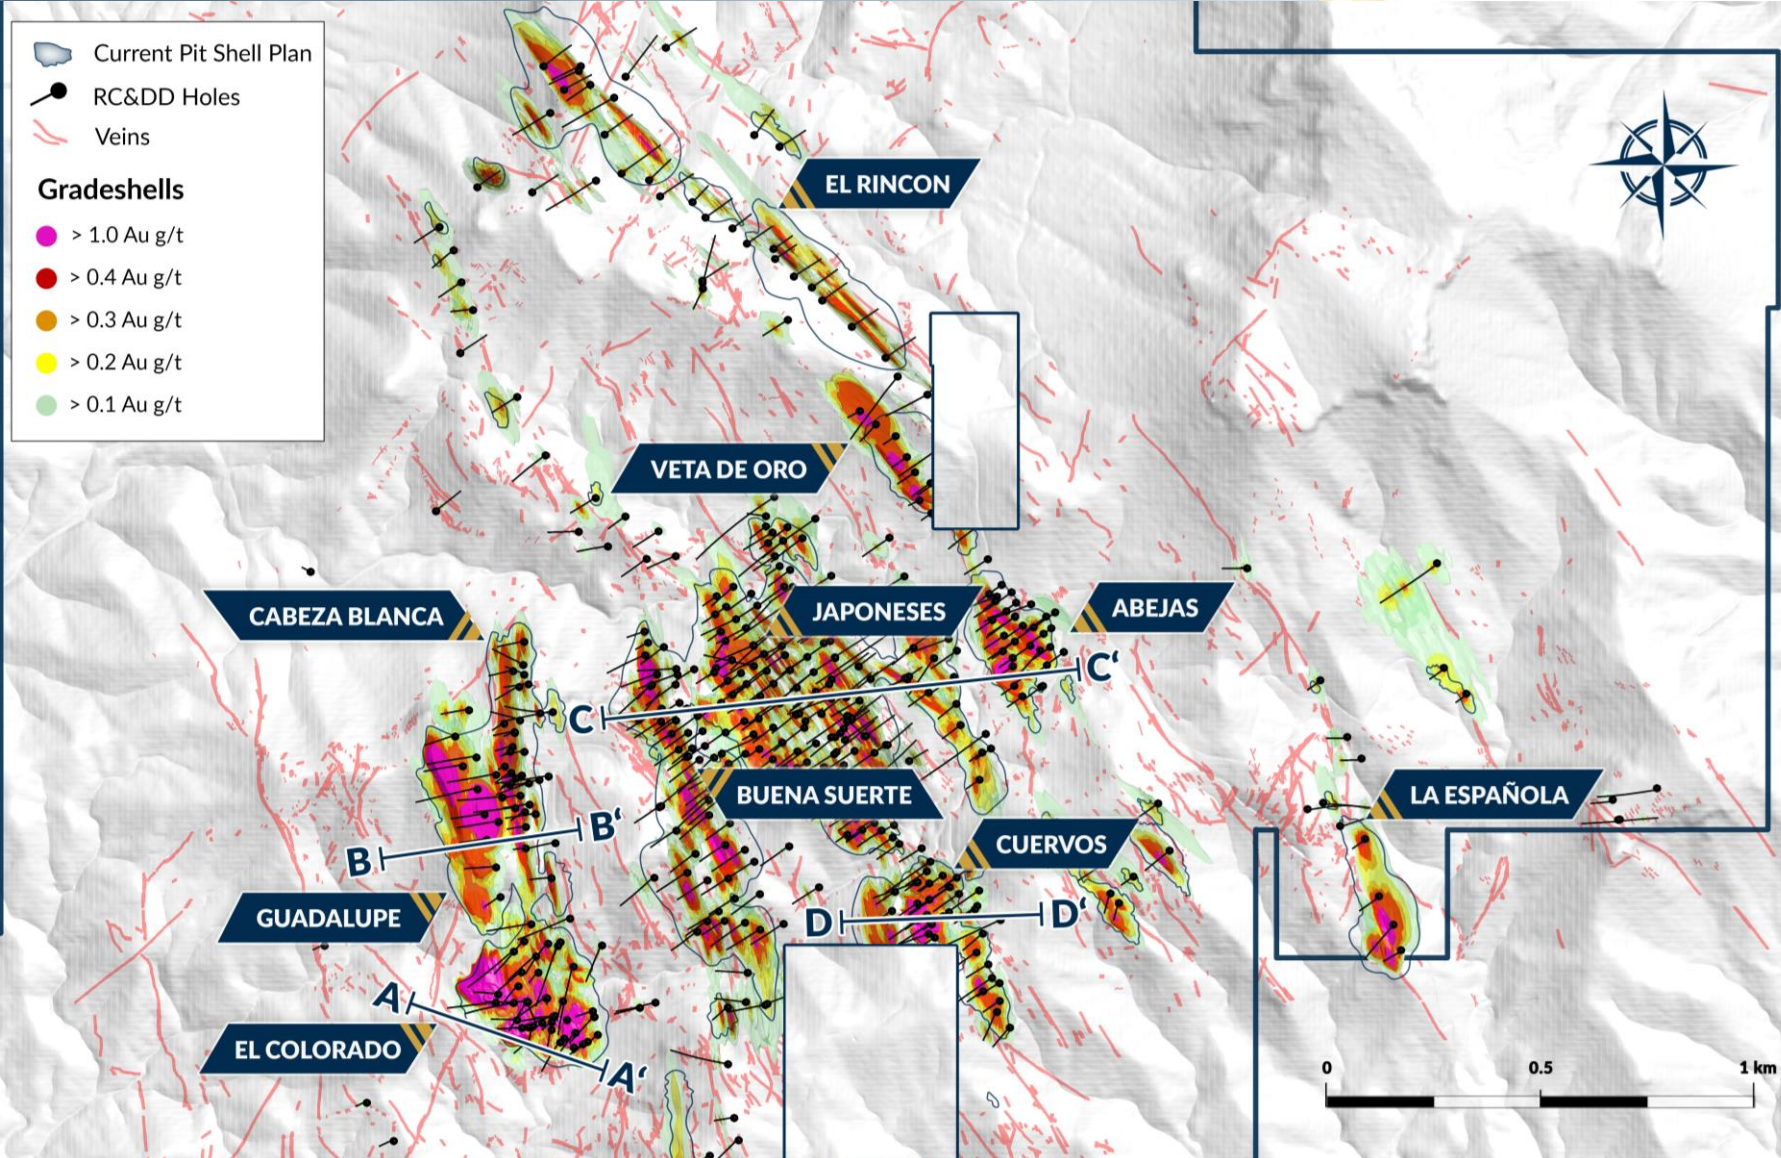 Current Pit Shell Plan
RC&DD Holes
Veins
Gradeshells
> 1.0 Au g/t
> 0.4 Au g/t
> 0.3 Au g/t
> 0.2 Au g/t
> 0.1 Au g/t
EL RINCON
VETA DE ORO
CABEZA BLANCA
JAPONESES
ABEJAS
C
C‘
BUENA SUERTE
LA ESPAÑOLA
B
B‘
CUERVOS
GUADALUPE
D
D‘
A
A‘
EL COLORADO
0
0.5
1 km